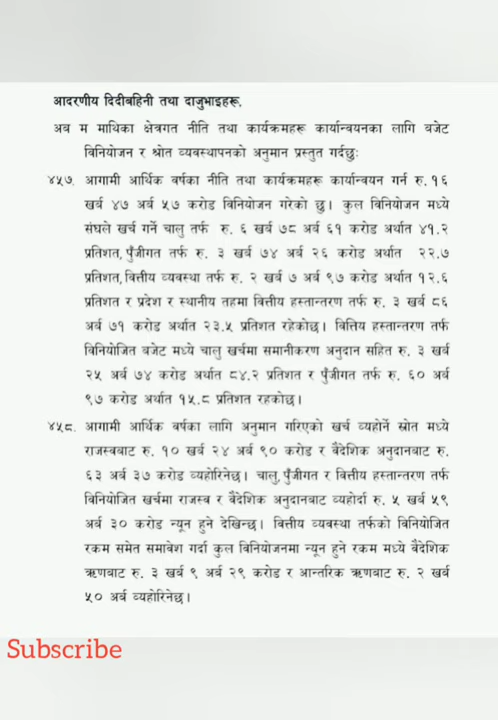 आदरणीय दिदीबहिनी तथा दाजुभाइहरू,
अब म माथिका क्षेत्रगत नीति तथा कार्यक्रमहरू कार्यान्वयनका लागि बजेट
विनियोजन र श्रोत व्यवस्थापनको अनुमान प्रस्तुत गर्दछुः
४५७. आगामी आर्थिक वर्षका नीति तथा कार्यक्रमहरू कार्यान्वयन गर्न रु. १६
खर्ब ४७ अर्ब ५७ करोड विनियोजन गरेको छु। कुल विनियोजन मध्ये
संघले खर्च गर्ने चालु तर्फ रु. ६ खर्ब ७८ अर्ब ६१ करोड अर्थात ४१.२
प्रतिशत, पुँजीगत तर्फ रु. ३ खर्ब ७४ अर्ब २६ करोड अर्थात २२.७
प्रतिशत, वित्तीय व्यवस्था तर्फ रु. २ खर्ब ७ अर्ब ९७ करोड अर्थात १२.६
प्रतिशत र प्रदेश र स्थानीय तहमा वित्तीय हस्तान्तरण तर्फ रु. ३ खर्ब ८६
अर्ब ७१ करोड अर्थात २३.५ प्रतिशत रहेकोछ। वित्तिय हस्तान्तरण तर्फ
विनियोजित बजेट मध्ये चालु खर्चमा समानीकरण अनुदान सहित रु. ३ खर्ब
२५ अर्ब ७४ करोड अर्थात ८४.२ प्रतिशत र पुँजीगत तर्फ रु. ६० अर्ब
९७ करोड अर्थात १५.८ प्रतिशत रहकोछ।
४५८. आगामी आर्थिक वर्षका लागि अनुमान गरिएको खर्च व्यहोर्ने स्रोत मध्ये
राजस्वबाट रु. १० खर्ब २४ अर्ब ९० करोड र वैदेशिक अनुदानबाट रु.
६३ अर्ब ३७ करोड व्यहोरिनेछ। चालु, पुँजीगत र वित्तीय हस्तान्तरण तर्फ
विनियोजित खर्चमा राजस्व र वैदेशिक अनुदानबाट व्यहोर्दा रु. ५ खर्ब ५९
अर्ब ३० करोड न्यून हुने देखिन्छ। वित्तीय व्यवस्था तर्फको विनियोजित
रकम समेत समावेश गर्दा कुल विनियोजनमा न्यून हुने रकम मध्ये वैदेशिक
ऋणबाट रु. ३ खर्ब ९ अर्ब २९ करोड र आन्तरिक ऋणबाट रु. २ खर्ब
५० अर्ब व्यहोरिनेछ।
Subscribe